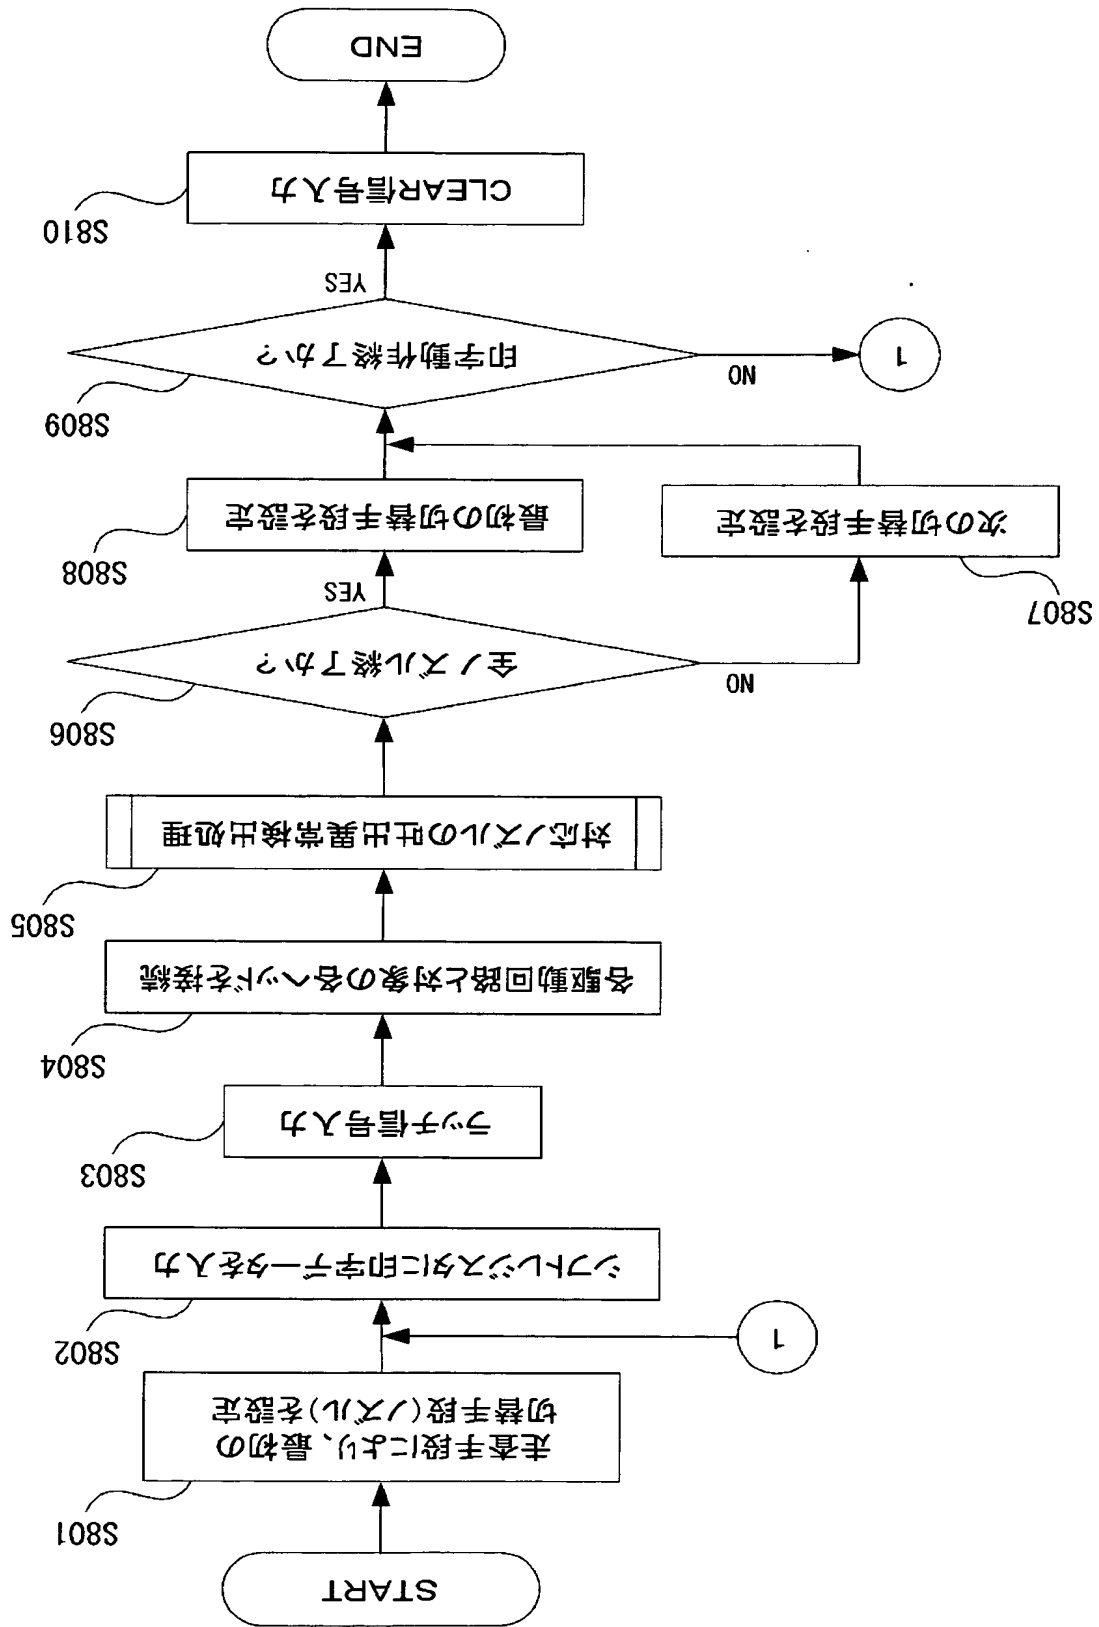 START
S801
走査手段により、最初の
切替手段(ノズル)を設定
1
S802
シフトレジスタに印字データを入力
S803
ラッチ信号入力
S804
各駆動回路と対象の各ヘッドを接続
S805
対応ノズルの吐出異常検出処理
S806
全ノズル終了か?
NO
YES
S807
次の切替手段を設定
S808
最初の切替手段を設定
S809
印字動作終了か?
NO
1
YES
S810
CLEAR信号入力
END